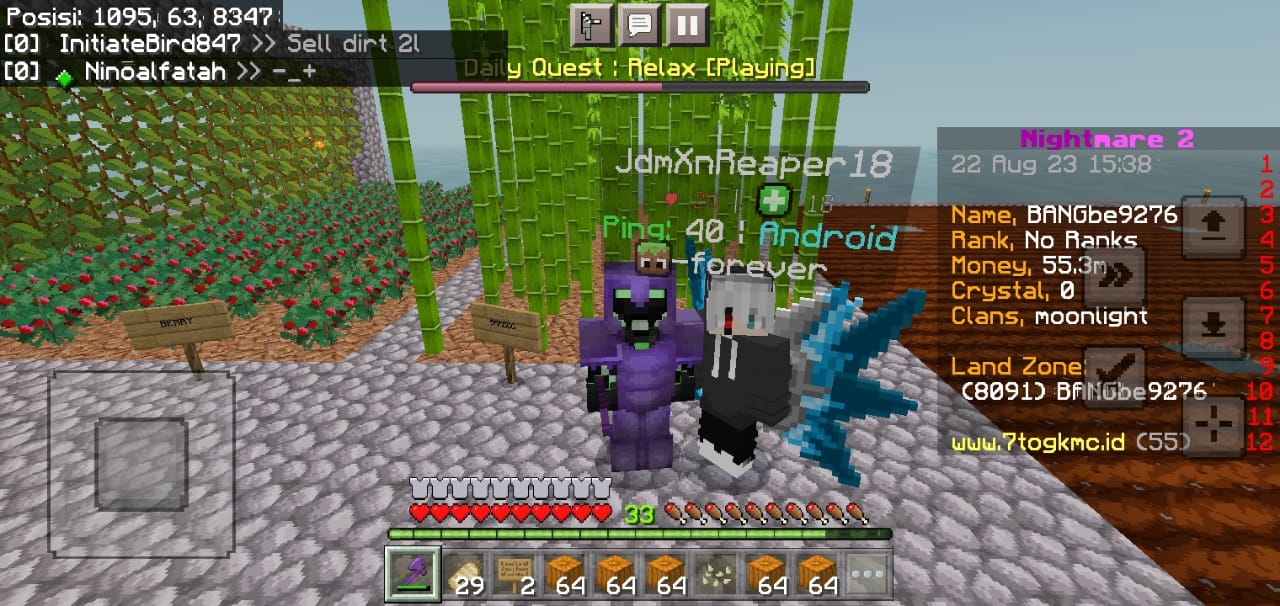 Posisi: 1095, 63, 8347
[0] InitiateBird847 >> Sell dirt 2l
[0] Ninōalfatah >> -_+
Daily Quest : Relax [Playing]
JdmXnReaper18
18
Ping: 40 : Android
-forever
BERRY
Nightmare 2
22 Aug 23 15:38
1
2
Name, BANGbe9276 3
Rank, No Ranks 4
Money, 55.3m 5
Crystal, 0 6
Clans, moonlight 7
8
Land Zone 9
(8091) BANGbe9276 10
11
www.7togkmc.id (55) 12
33
29 2 64 64 64 64 64